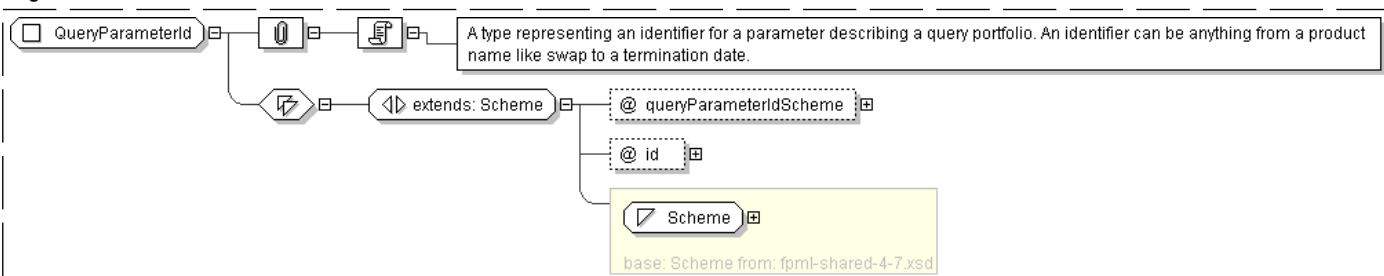 QueryParameterId
A type representing an identifier for a parameter describing a query portfolio. An identifier can be anything from a product
name like swap to a termination date.
extends: Scheme
@ queryParameterIdScheme
@ id
Scheme
base: Scheme from: fpml-shared-4-7.xsd